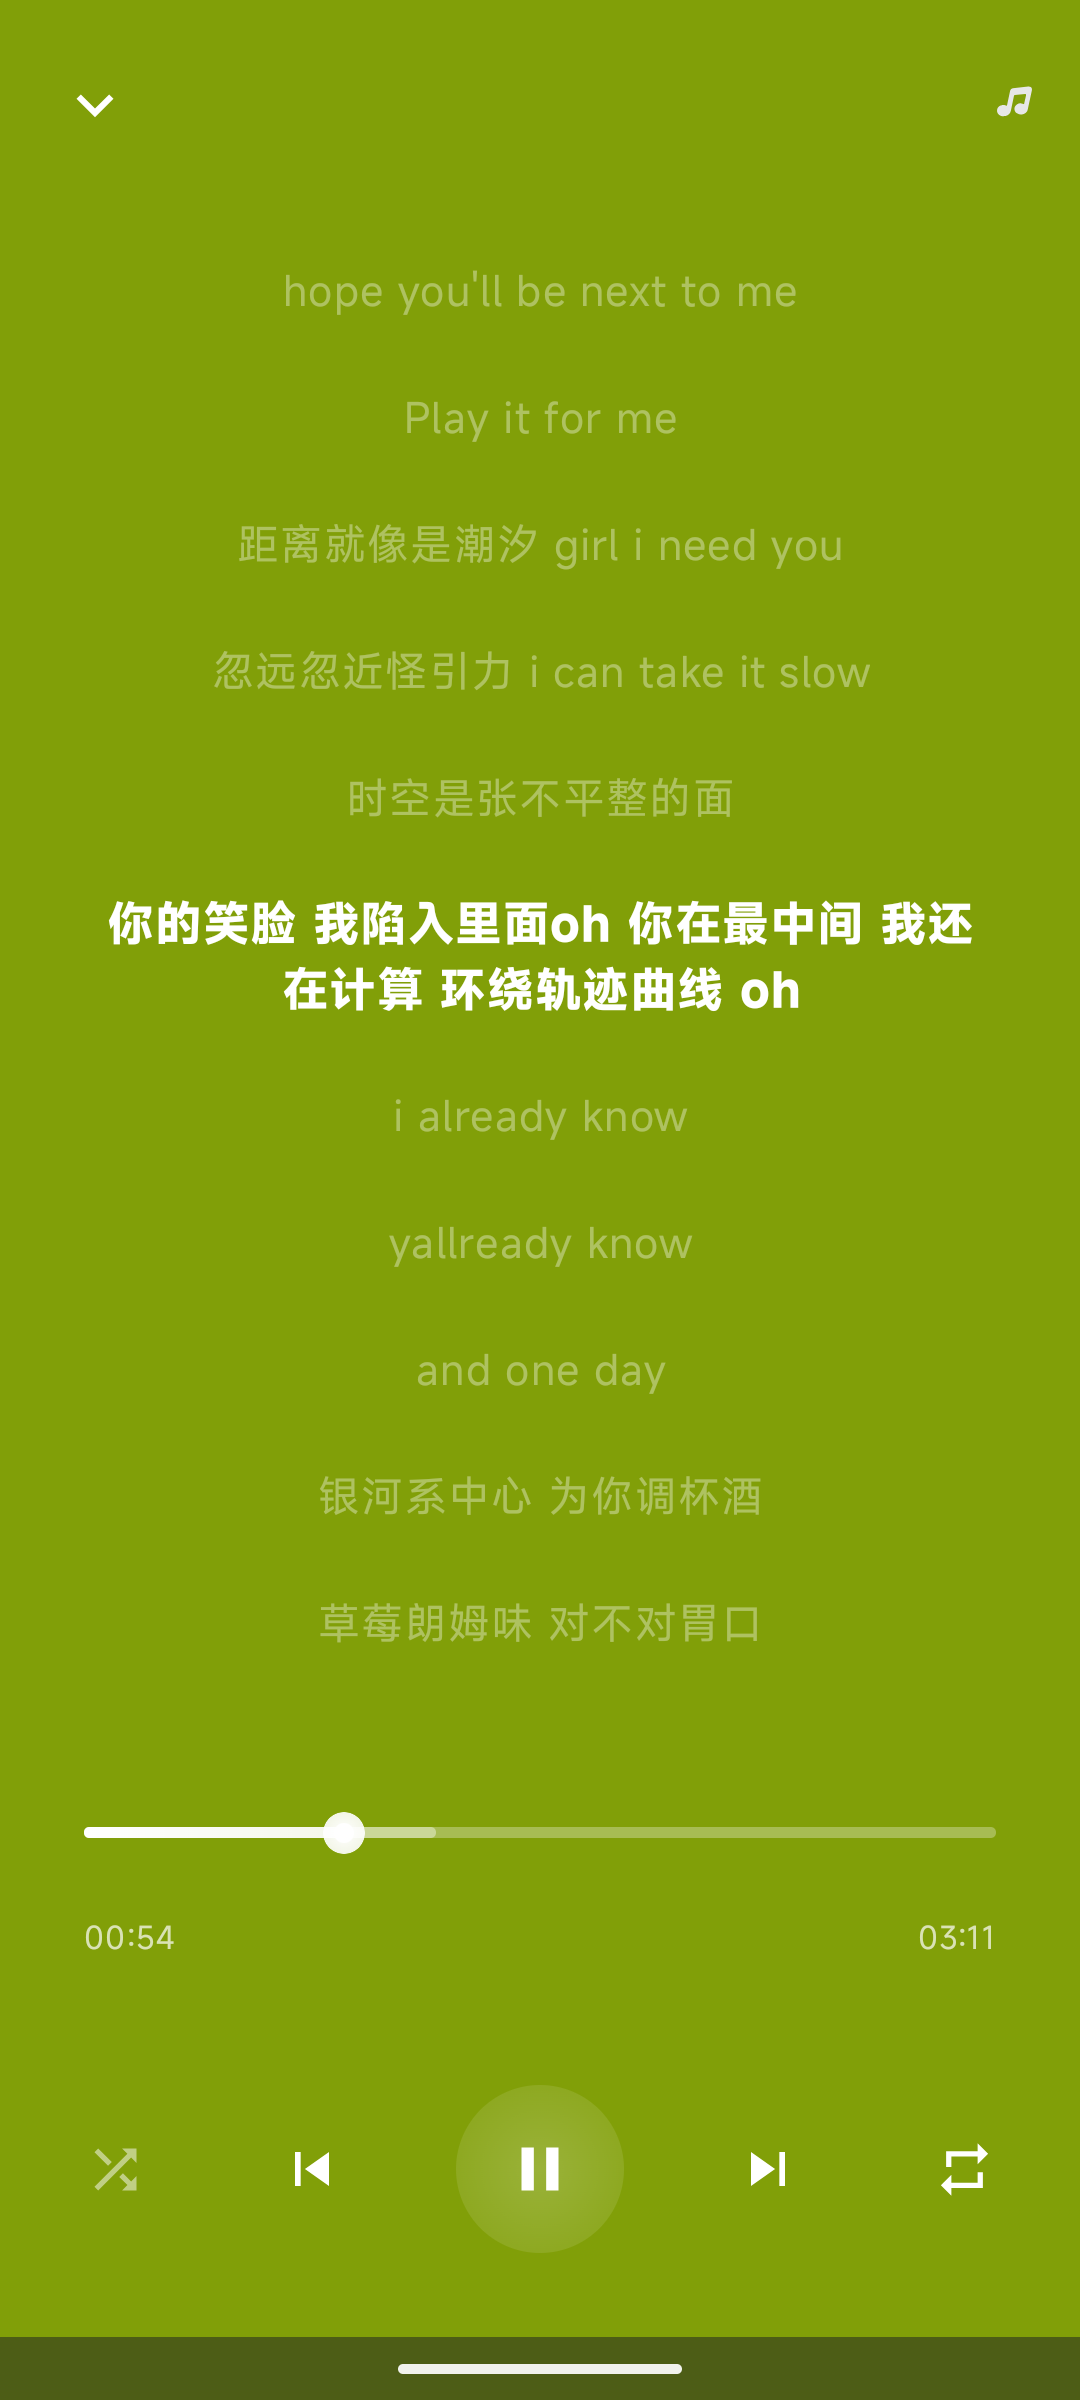 hope you'll be next to me
Play it for me
距离就像是潮汐 girl i need you
忽远忽近怪引力 i can take it slow
时空是张不平整的面
你的笑脸 我陷入里面oh 你在最中间 我还
在计算 环绕轨迹曲线 oh
i already know
yallready know
and one day
银河系中心 为你调杯酒
草莓朗姆味 对不对胃口
00:54
03:11